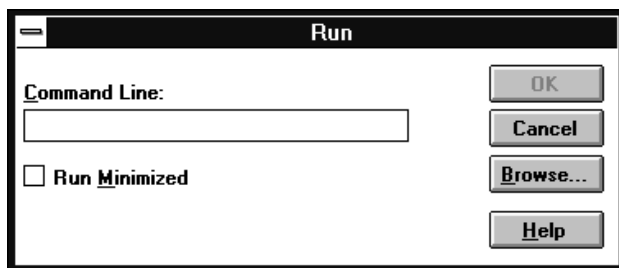 Run
Command Line:
OK
Cancel
Run Minimized
Browse...
Help